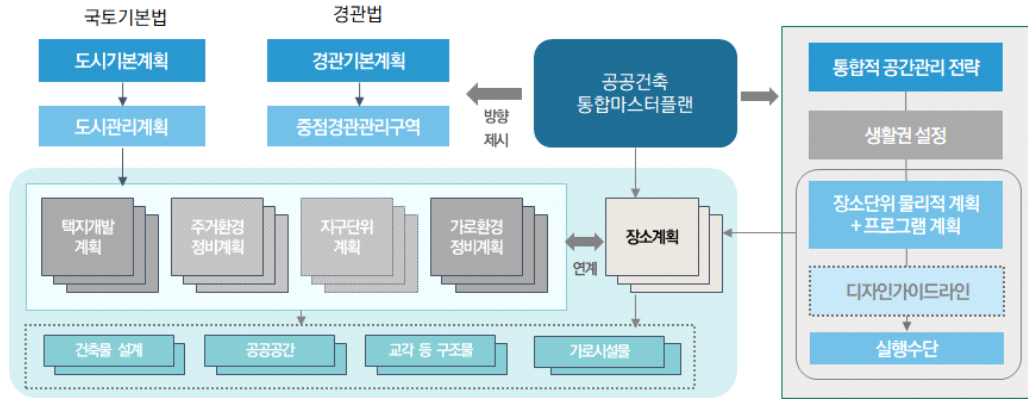 국토기본법
경관법
도시기본계획
경관기본계획
도시관리계획
중점경관관리구역
방향
제시
공공건축
통합마스터플랜
통합적 공간관리 전략
생활권 설정
장소단위 물리적 계획
+ 프로그램 계획
디자인가이드라인
실행수단
택지개발
계획
주거환경
정비계획
지구단위
계획
가로환경
정비계획
연계
장소계획
건축물 설계
공공공간
교각 등 구조물
가로시설물